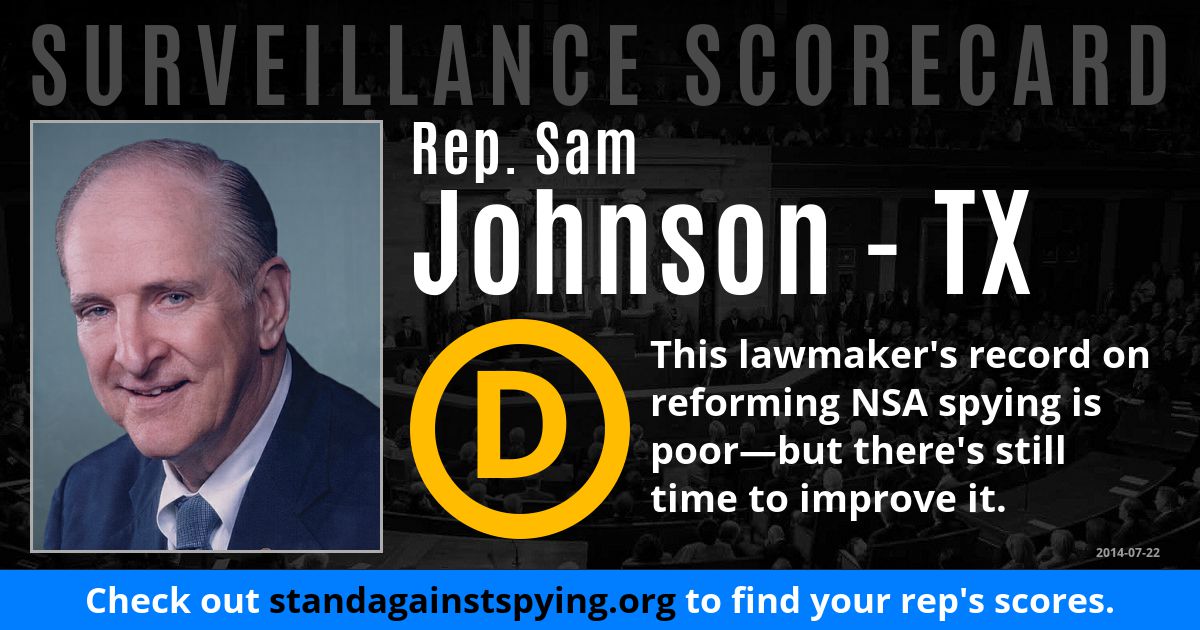 SURVEILLANCE SCORECARD
Rep. Sam
Johnson - TX
D
This lawmaker's record on
reforming NSA spying is
poor—but there's still
time to improve it.
2014-07-22
Check out standagainstspying.org to find your rep's scores.